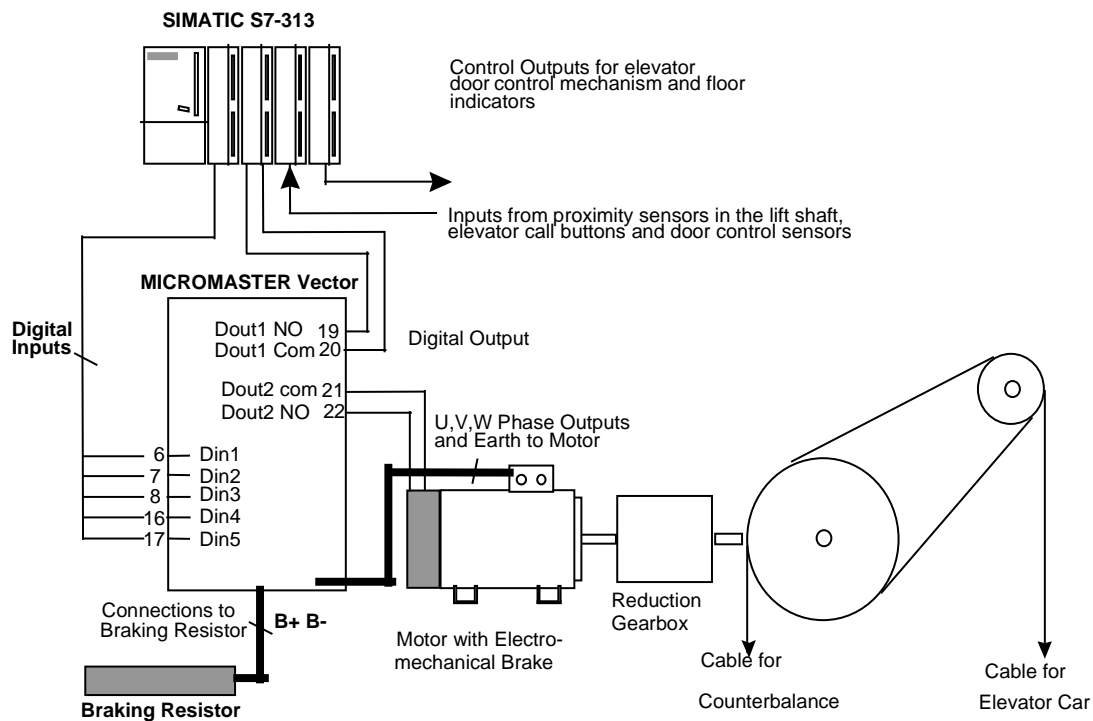 SIMATIC S7-313
Control Outputs for elevator
door control mechanism and floor
indicators
Inputs from proximity sensors in the lift shaft,
elevator call buttons and door control sensors
MICROMASTER Vector
Digital
Inputs
Dout1 NO 19
Dout1 Com 20
Digital Output
Dout2 com 21
Dout2 NO 22
U,V,W Phase Outputs
and Earth to Motor
6 Din1
7 Din2
8 Din3
16 Din4
17 Din5
Connections to
Braking Resistor
B+ B-
Braking Resistor
Motor with Electro-
mechanical Brake
Reduction
Gearbox
Cable for
Counterbalance
Cable for
Elevator Car